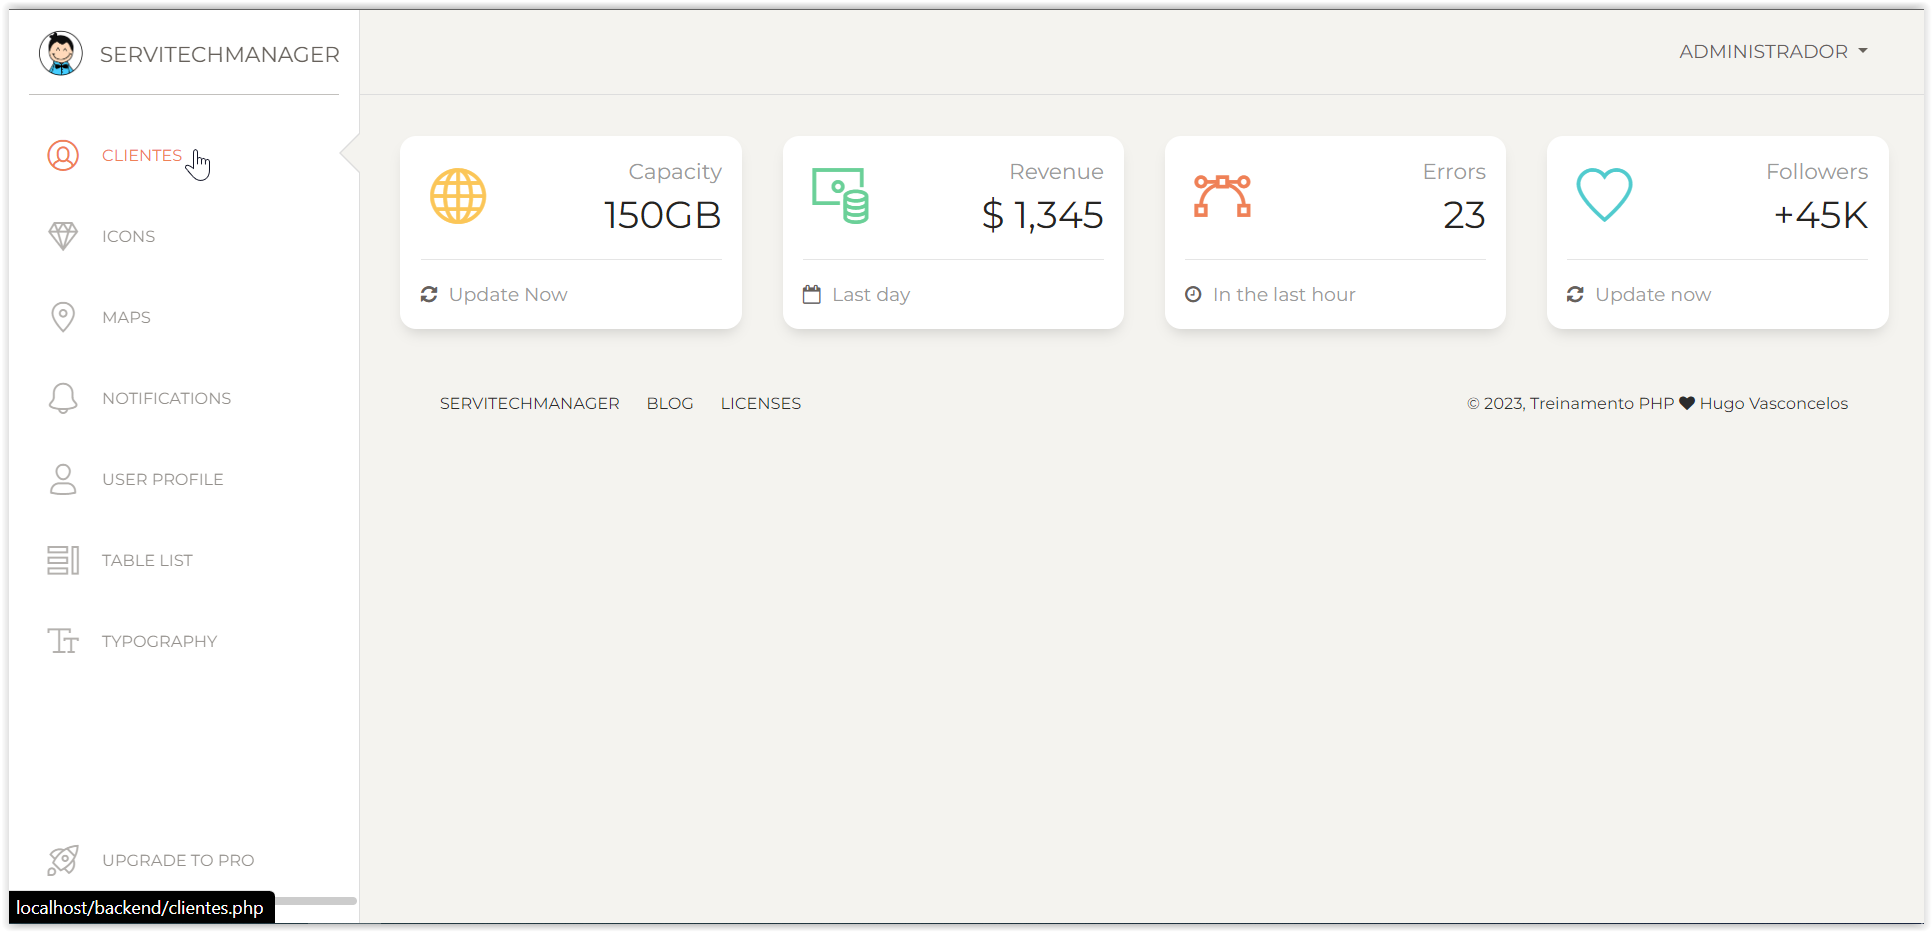 SERVITECHMANAGER
ADMINISTRADOR
CLIENTES
ICONS
MAPS
NOTIFICATIONS
USER PROFILE
TABLE LIST
TYPOGRAPHY
UPGRADE TO PRO
localhost/backend/clientes.php
Capacity
150GB
Update Now
Revenue
$ 1,345
Last day
Errors
23
In the last hour
Followers
+45K
Update now
SERVITECHMANAGER BLOG LICENSES
© 2023, Treinamento PHP ♥ Hugo Vasconcelos